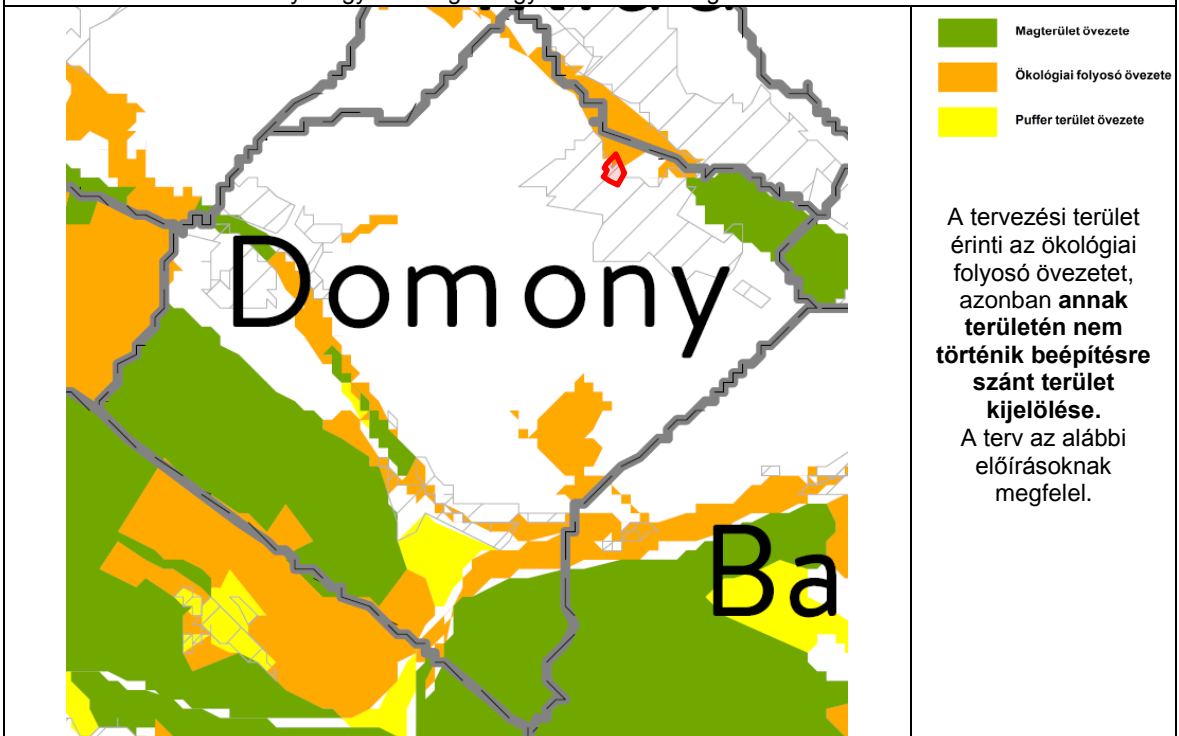 Magterület övezete
Ökológiai folyosó övezete
Puffer terület övezete
Domony
Ba
A tervezési terület
érinti az ökológiai
folyosó övezetet,
azonban annak
területén nem
történik beépítésre
szánt terület
kijelölése.
A terv az alábbi
előírásoknak
megfelel.